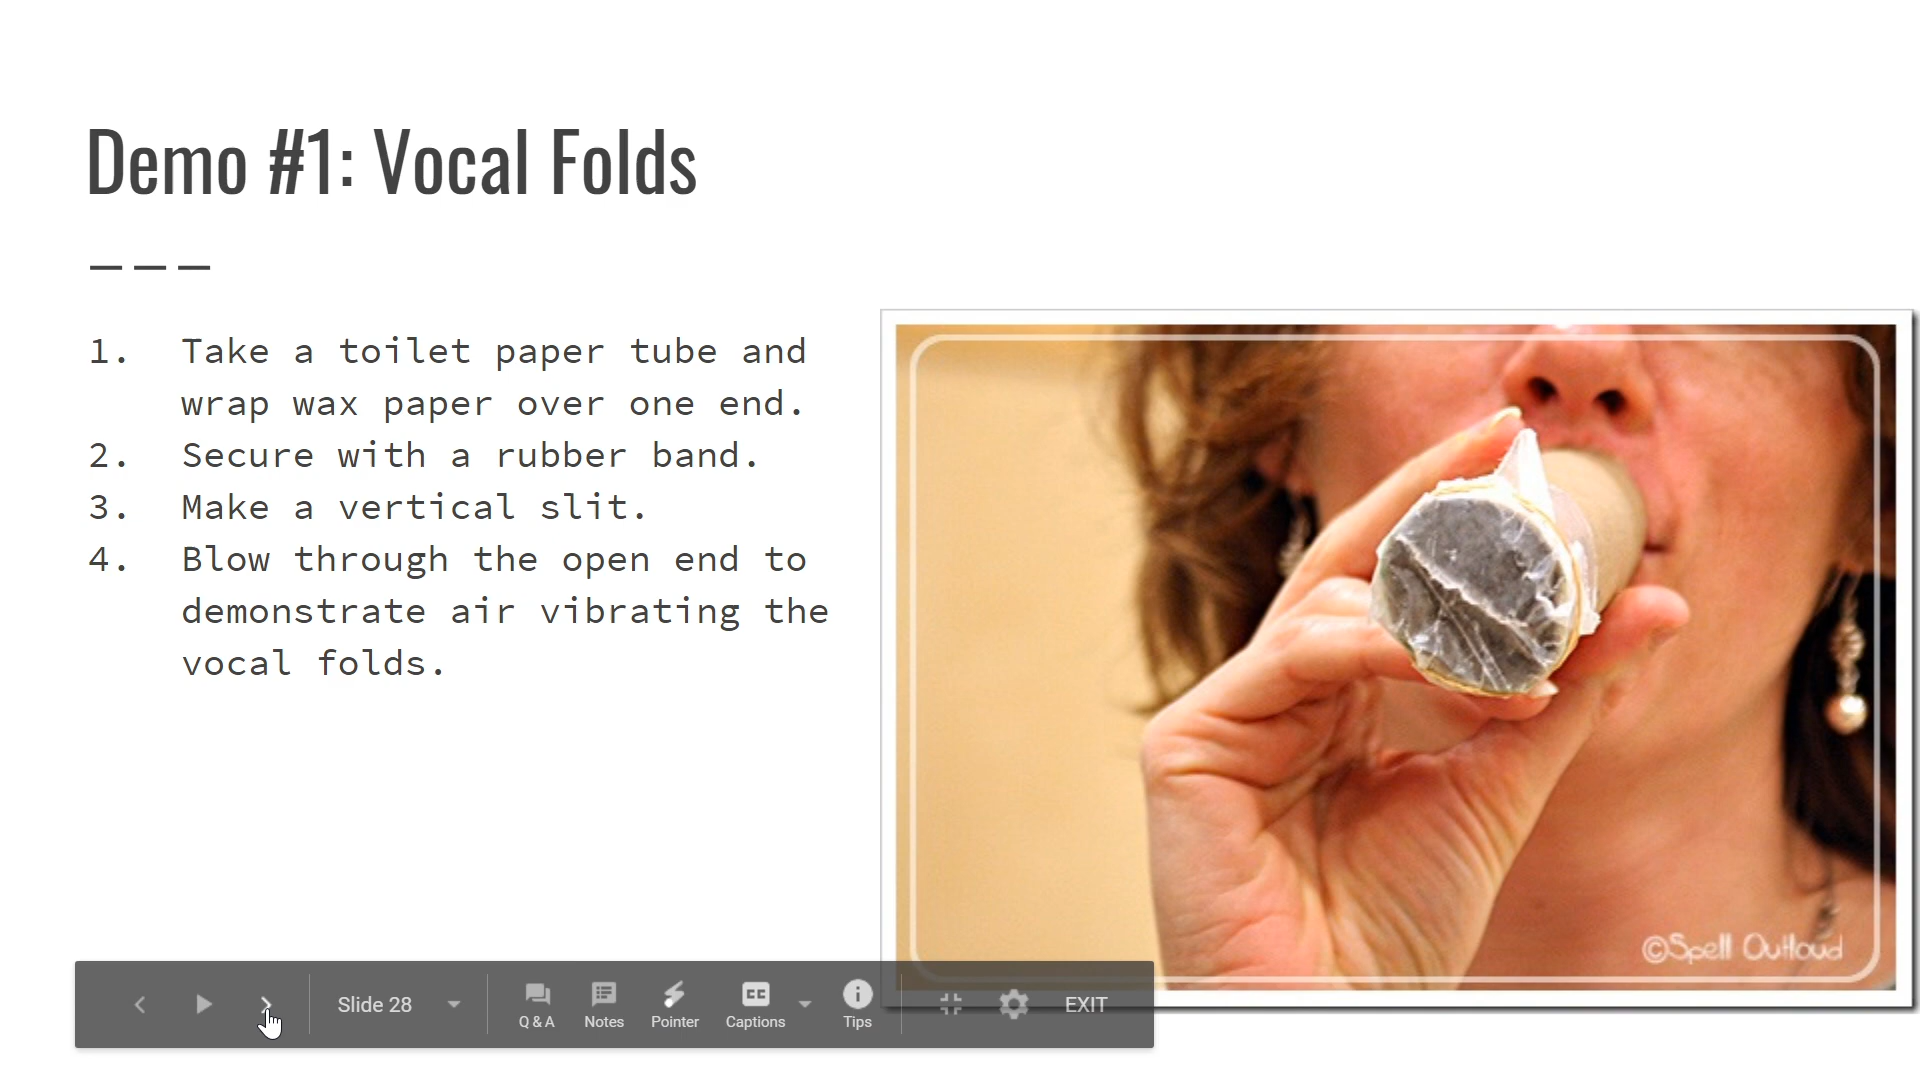 Demo #1: Vocal Folds
1. Take a toilet paper tube and
wrap wax paper over one end.
2. Secure with a rubber band.
3. Make a vertical slit.
4. Blow through the open end to
demonstrate air vibrating the
vocal folds.
©Spell Outloud
Slide 28
Q & A
Notes
Pointer
CC
Captions
Tips
EXIT